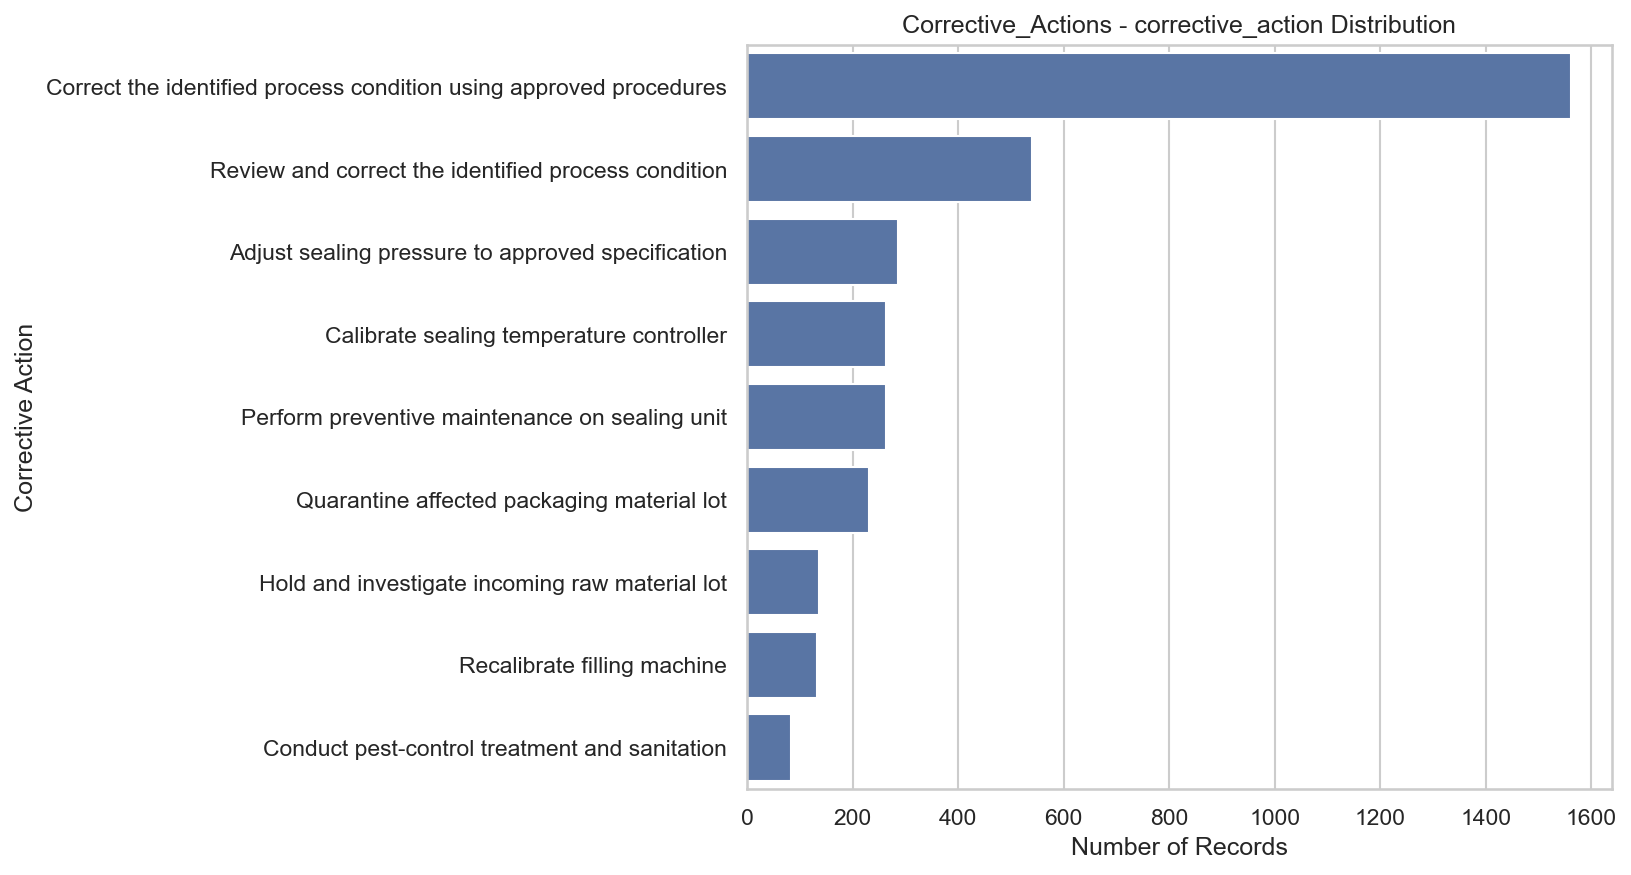 Corrective_Actions - corrective_action Distribution
Corrective Action
Correct the identified process condition using approved procedures
Review and correct the identified process condition
Adjust sealing pressure to approved specification
Calibrate sealing temperature controller
Perform preventive maintenance on sealing unit
Quarantine affected packaging material lot
Hold and investigate incoming raw material lot
Recalibrate filling machine
Conduct pest-control treatment and sanitation
0 200 400 600 800 1000 1200 1400 1600
Number of Records